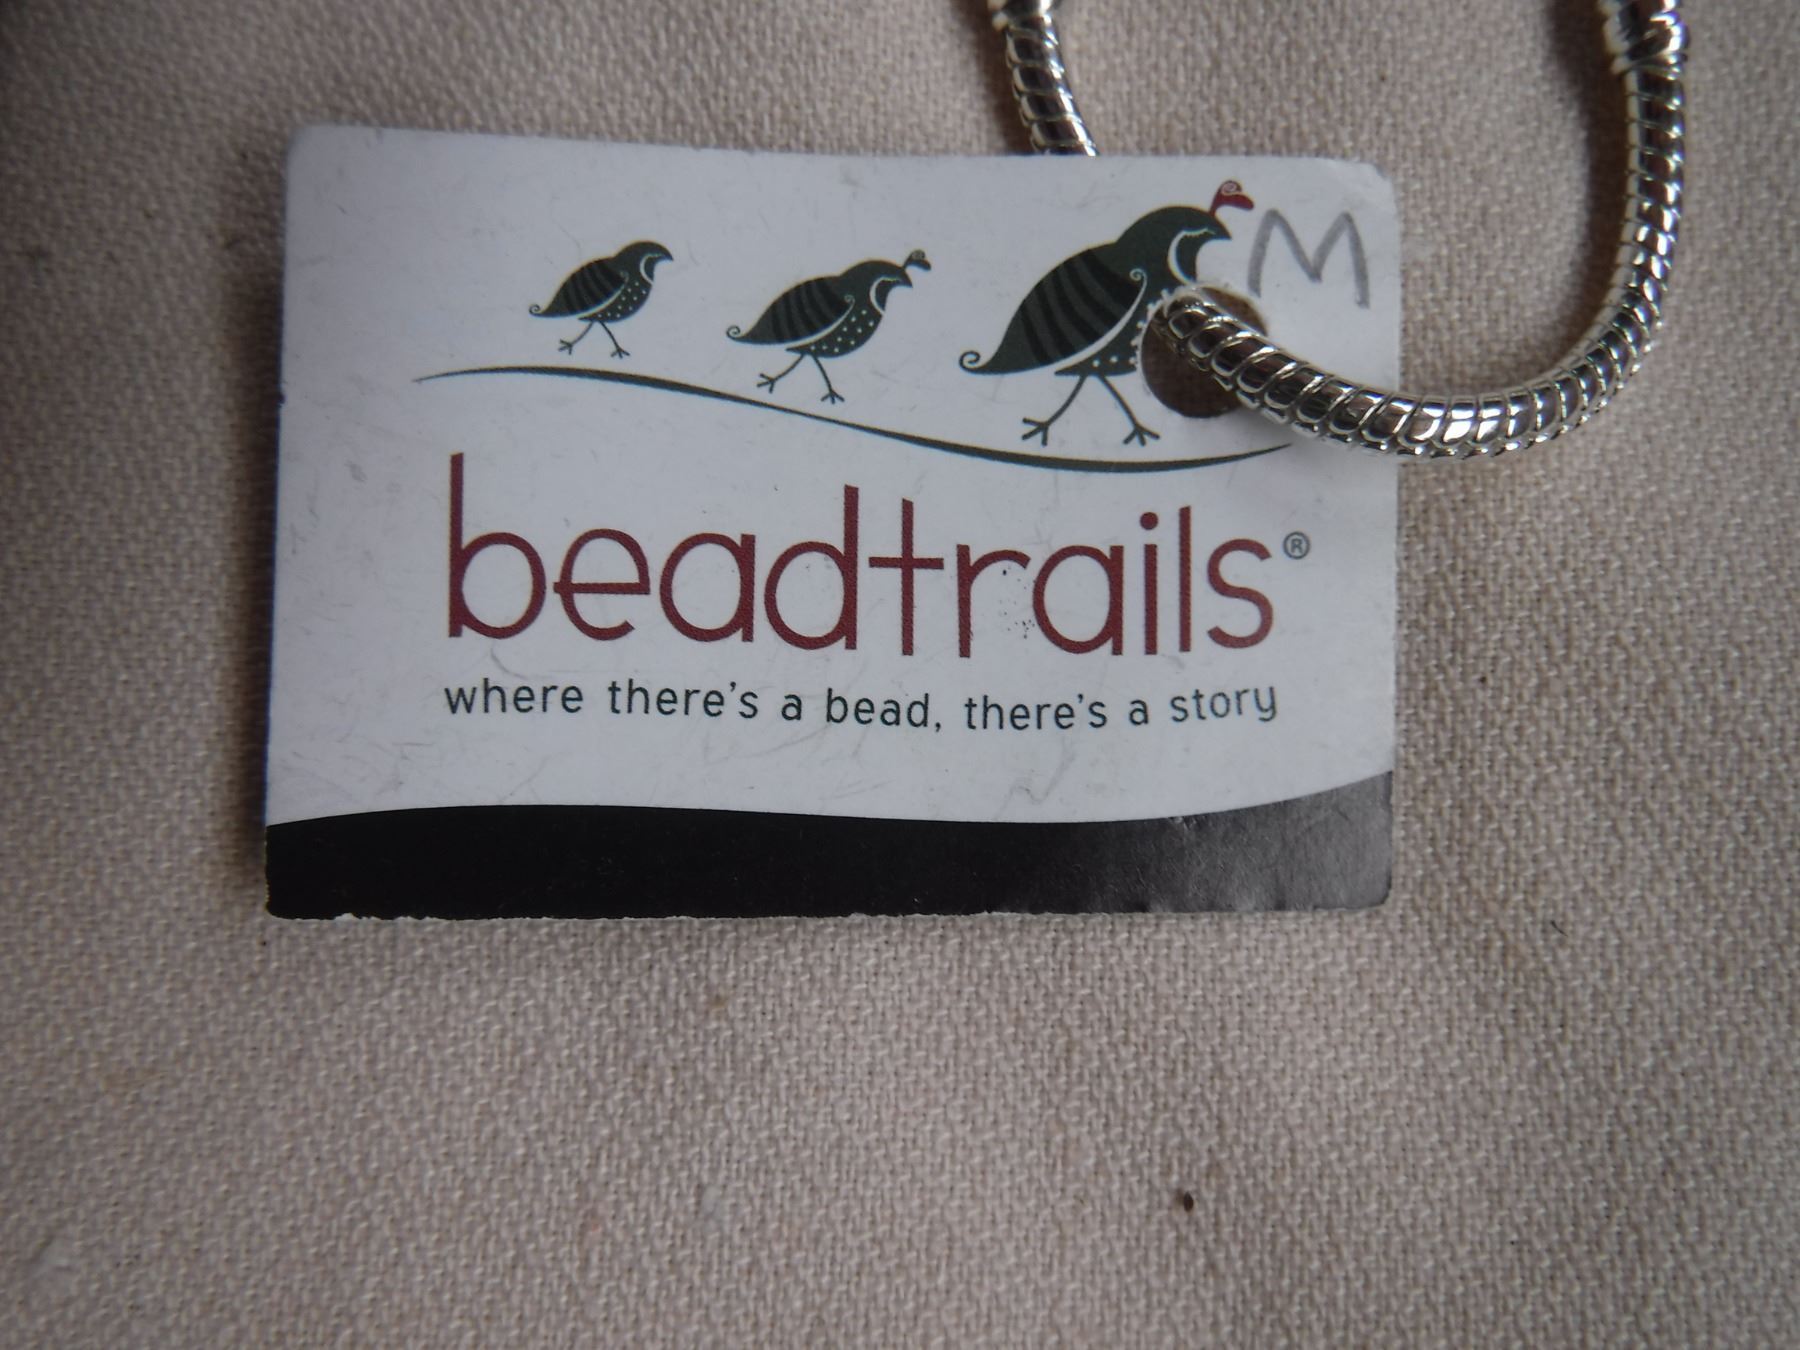 M
beadtrails®
where there's a bead, there's a story